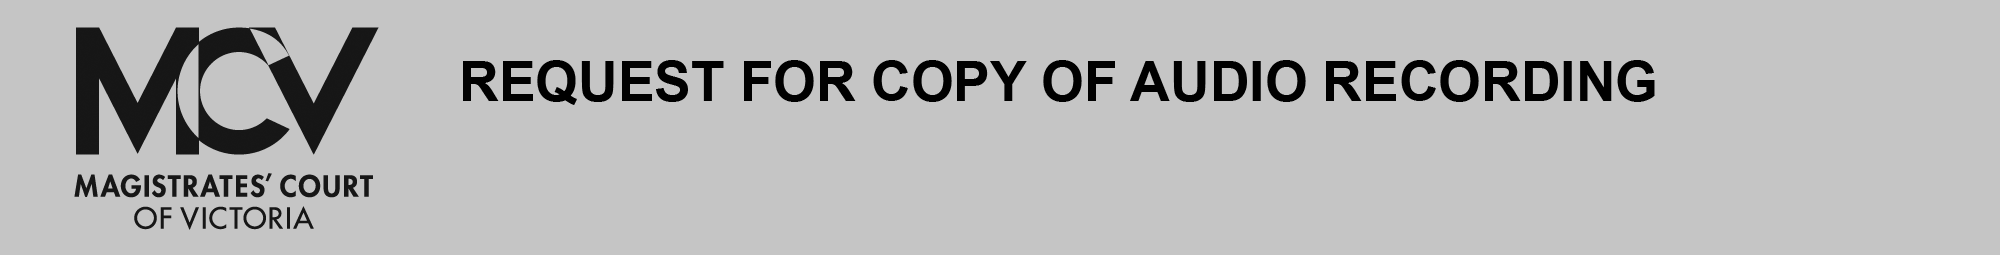 MCV
MAGISTRATES' COURT
OF VICTORIA
REQUEST FOR COPY OF AUDIO RECORDING